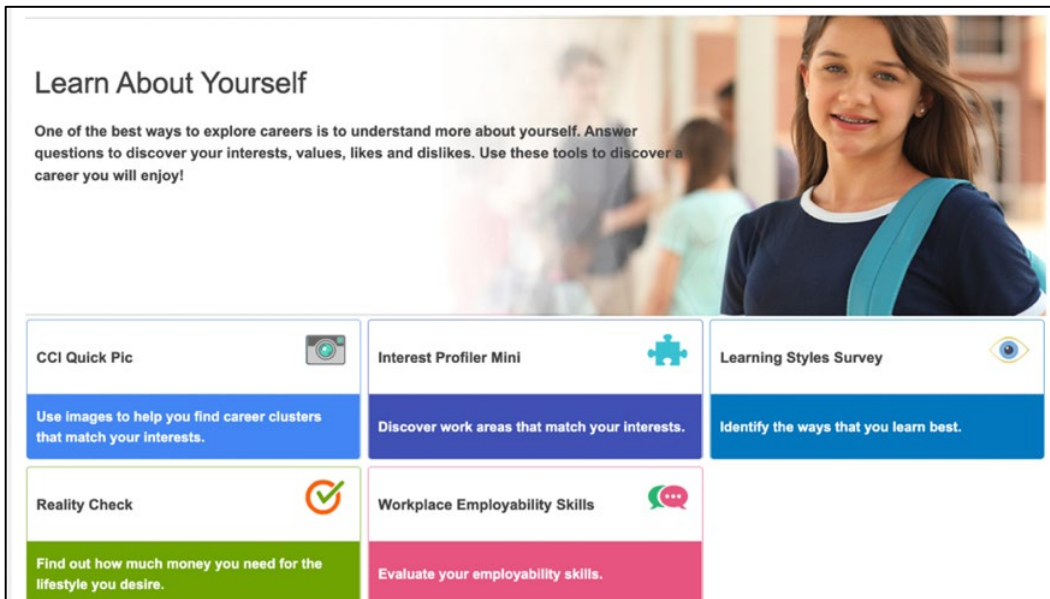 Learn About Yourself
One of the best ways to explore careers is to understand more about yourself. Answer
questions to discover your interests, values, likes and dislikes. Use these tools to discover a
career you will enjoy!
CCI Quick Pic
Interest Profiler Mini
Learning Styles Survey
Use images to help you find career clusters
that match your interests.
Discover work areas that match your interests.
Identify the ways that you learn best.
Reality Check
Workplace Employability Skills
Find out how much money you need for the
lifestyle you desire.
Evaluate your employability skills.